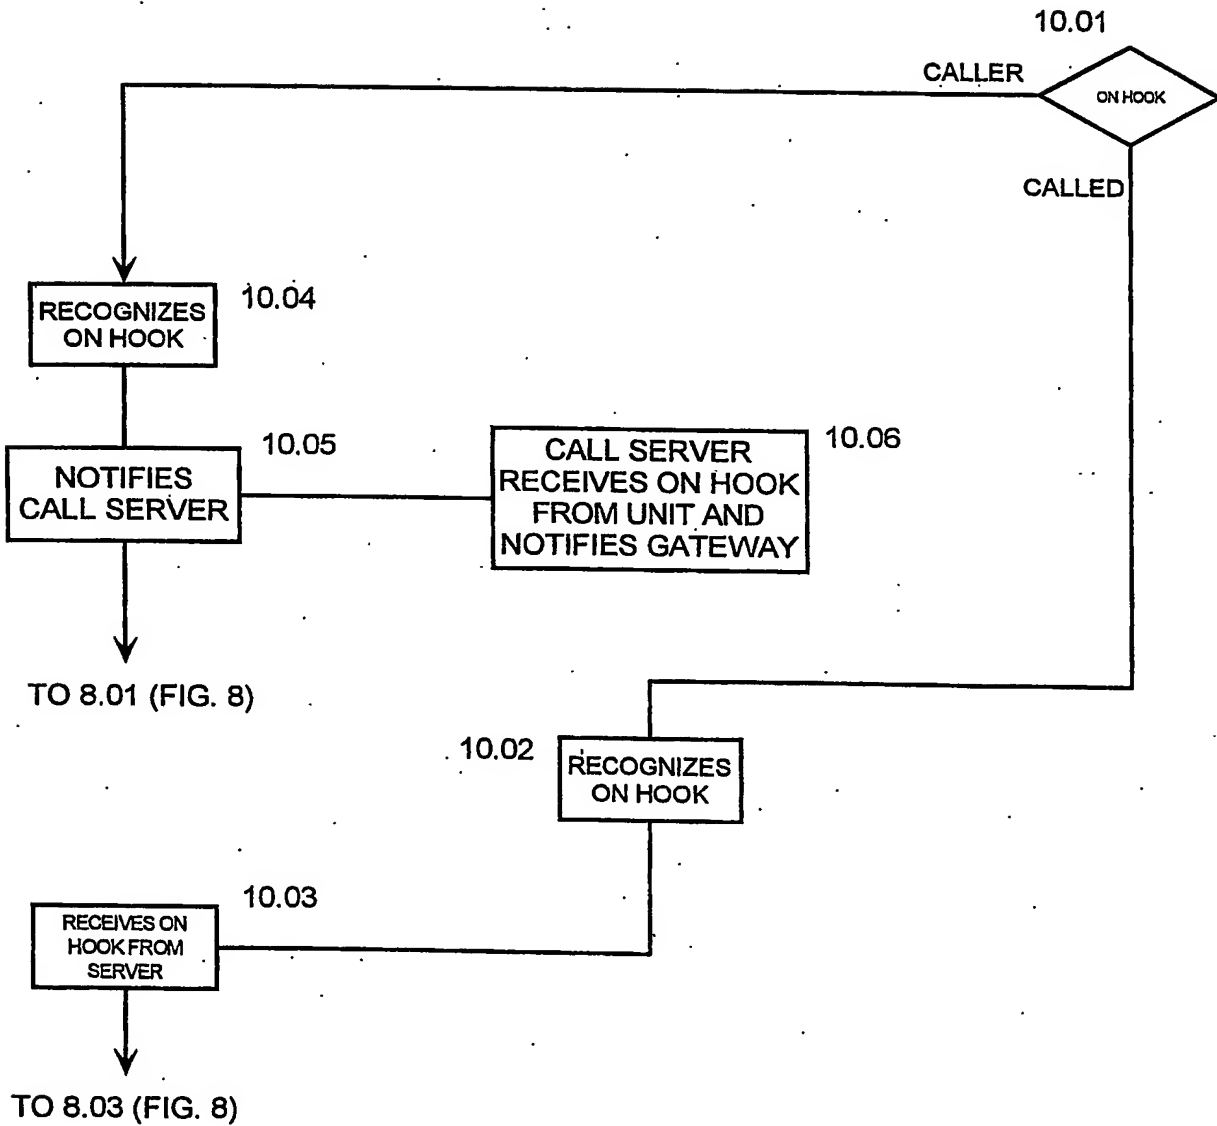 10.01
CALLER
ON HOOK
CALLED
RECOGNIZES
ON HOOK
10.04
NOTIFIES
CALL SERVER
10.05
CALL SERVER
RECEIVES ON HOOK
FROM UNIT AND
NOTIFIES GATEWAY
10.06
TO 8.01 (FIG. 8)
10.02
RECOGNIZES
ON HOOK
10.03
RECEIVES ON
HOOK FROM
SERVER
TO 8.03 (FIG. 8)